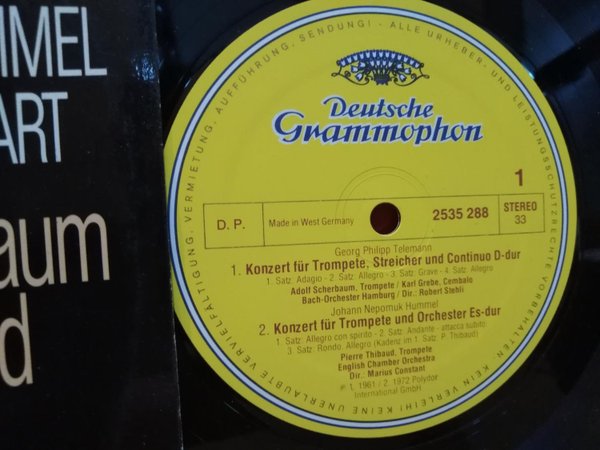 IMEL
ART
aum
d
ALLE URHEBER- UND LEISTUNGSSCHUTZRECHTE VORBEHALTEN. KEIN VERLEIH! KEINE UNERLAUBTE VERVIELFÄLTIGUNG, VERMIETUNG, AUFFÜHRUNG, SENDUNG!
Deutsche
Grammophon
1
D. P.
Made in West Germany
2535 288
STEREO
33
Georg Philipp Telemann
1. Konzert für Trompete, Streicher und Continuo D-dur
1. Satz: Adagio - 2. Satz: Allegro - 3. Satz: Grave - 4. Satz: Allegro
Adolf Scherbaum, Trompete / Karl Grebe, Cembalo
Bach-Orchester Hamburg / Dir.: Robert Stehli
Johann Nepomuk Hummel
2. Konzert für Trompete und Orchester Es-dur
1. Satz: Allegro con spirito - 2. Satz: Andante - attacca subito
3. Satz: Rondo, Allegro (Kadenz im 1. Satz: P. Thibaud)
Pierre Thibaud, Trompete
English Chamber Orchestra
Dir.: Marius Constant
℗ 1. 1961 / 2. 1972 Polydor
International GmbH